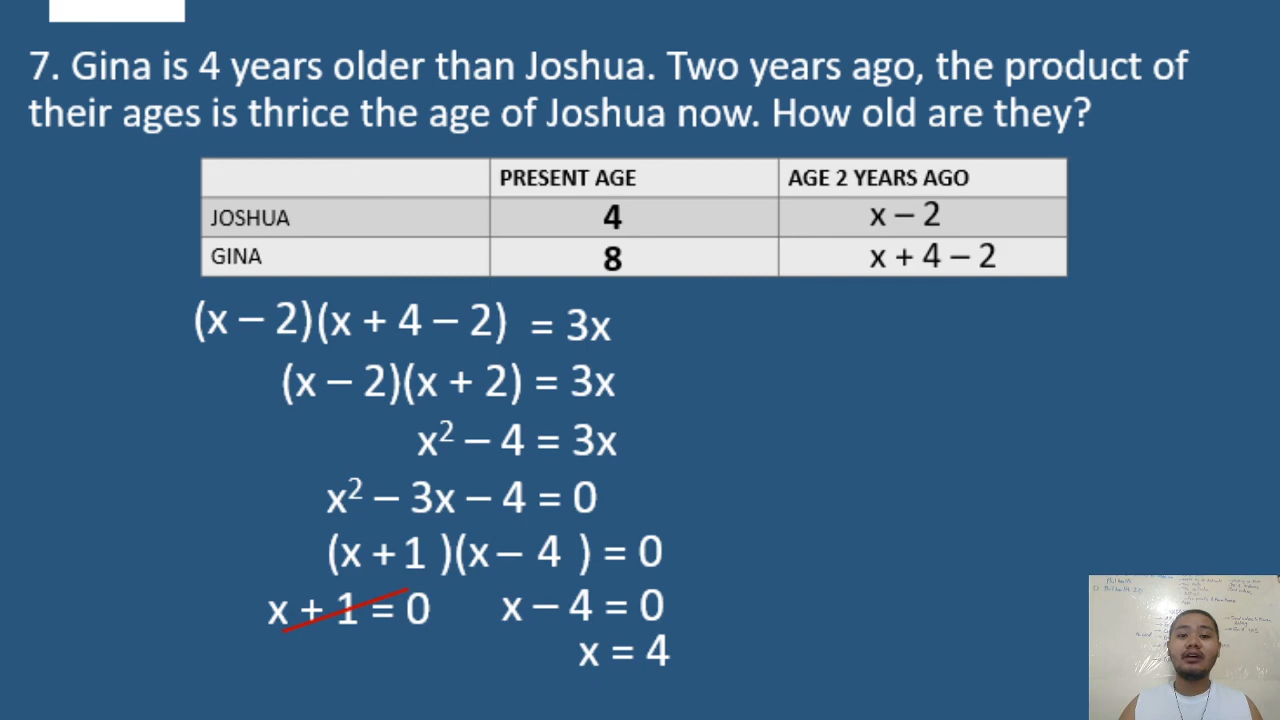 7. Gina is 4 years older than Joshua. Two years ago, the product of
their ages is thrice the age of Joshua now. How old are they?
PRESENT AGE AGE 2 YEARS AGO
JOSHUA 4 x – 2
GINA 8 x + 4 – 2
(x – 2)(x + 4 – 2) = 3x
(x – 2)(x + 2) = 3x
x² – 4 = 3x
x² – 3x – 4 = 0
(x + 1 )(x – 4 ) = 0
x + 1 = 0 x – 4 = 0
x = 4